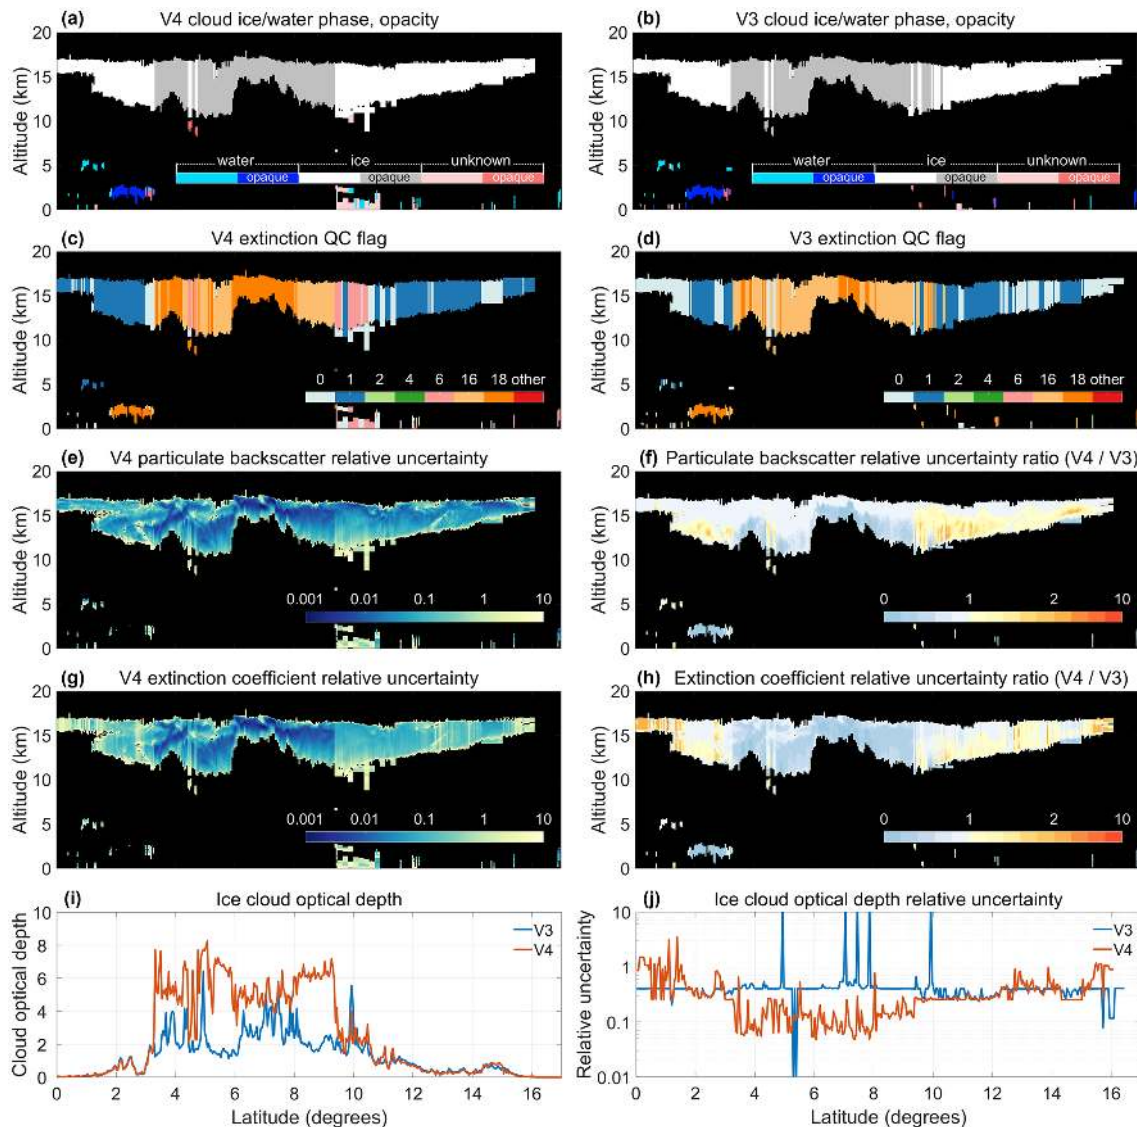 (a) V4 cloud ice/water phase, opacity
(b) V3 cloud ice/water phase, opacity
20
15
10
5
0
Altitude (km)
water ice unknown
opaque opaque opaque
20
15
10
5
0
Altitude (km)
water ice unknown
opaque opaque opaque
(c) V4 extinction QC flag
(d) V3 extinction QC flag
20
15
10
5
0
Altitude (km)
0 1 2 4 6 16 18 other
20
15
10
5
0
Altitude (km)
0 1 2 4 6 16 18 other
(e) V4 particulate backscatter relative uncertainty
(f) Particulate backscatter relative uncertainty ratio (V4 / V3)
20
15
10
5
0
Altitude (km)
0.001 0.01 0.1 1 10
20
15
10
5
0
Altitude (km)
0 1 2 10
(g) V4 extinction coefficient relative uncertainty
(h) Extinction coefficient relative uncertainty ratio (V4 / V3)
20
15
10
5
0
Altitude (km)
0.001 0.01 0.1 1 10
20
15
10
5
0
Altitude (km)
0 1 2 10
(i) Ice cloud optical depth
(j) Ice cloud optical depth relative uncertainty
10
8
6
4
2
0
Cloud optical depth
V3
V4
0 2 4 6 8 10 12 14 16
Latitude (degrees)
10
1
0.1
0.01
Relative uncertainty
V3
V4
0 2 4 6 8 10 12 14 16
Latitude (degrees)